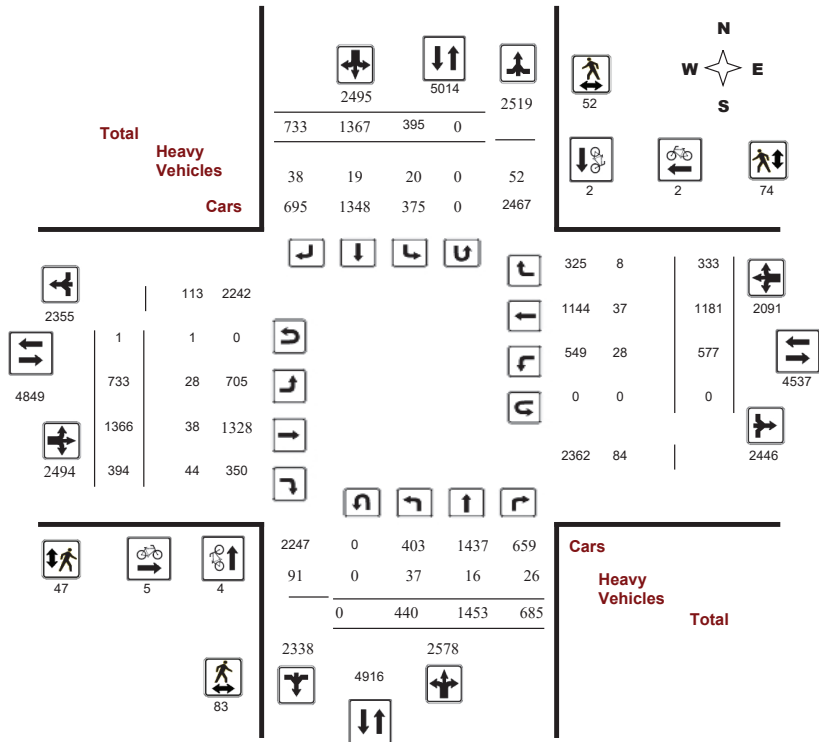 N
W E
S
2495
5014
2519
52
733 1367 395 0
Total
Heavy
Vehicles
Cars
38 19 20 0 52
695 1348 375 0 2467
2 2 74
2355
113 2242
325 8 333
2091
1 1 0
1144 37 1181
4849
733 28 705
549 28 577
4537
0 0 0
1366 38 1328
2494
394 44 350
2362 84
2446
47 5 4
2247 0 403 1437 659
Cars
91 0 37 16 26
Heavy
Vehicles
0 440 1453 685
Total
2338 2578
4916
83